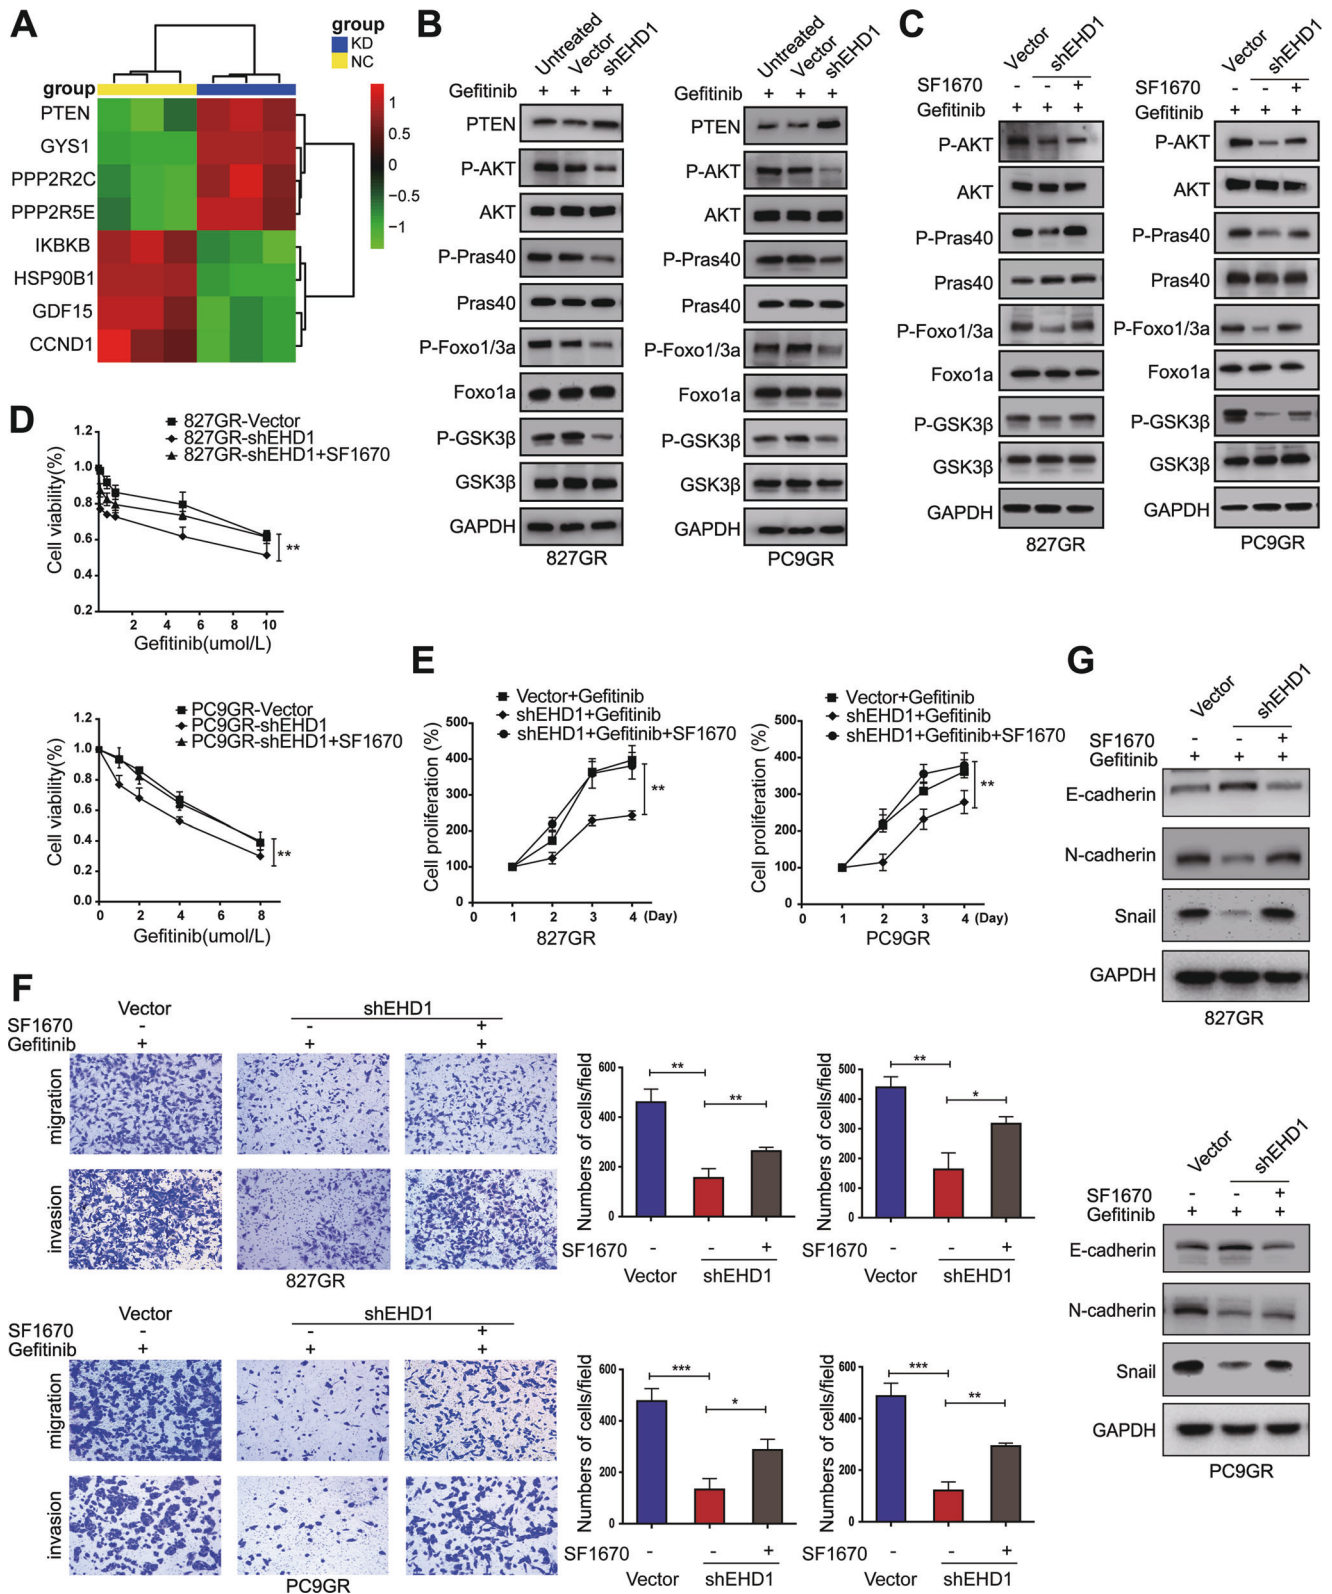 A
group
KD
NC
group
PTEN
GYS1
PPP2R2C
PPP2R5E
IKBKB
HSP90B1
GDF15
CCND1
1
0.5
0
−0.5
−1
B
Untreated
Vector
shEHD1
Gefitinib + + +
PTEN
P-AKT
AKT
P-Pras40
Pras40
P-Foxo1/3a
Foxo1a
P-GSK3β
GSK3β
GAPDH
827GR
Untreated
Vector
shEHD1
Gefitinib + + +
PTEN
P-AKT
AKT
P-Pras40
Pras40
P-Foxo1/3a
Foxo1a
P-GSK3β
GSK3β
GAPDH
PC9GR
C
Vector
shEHD1
SF1670 - - +
Gefitinib + + +
P-AKT
AKT
P-Pras40
Pras40
P-Foxo1/3a
Foxo1a
P-GSK3β
GSK3β
GAPDH
827GR
Vector
shEHD1
SF1670 - - +
Gefitinib + + +
P-AKT
AKT
P-Pras40
Pras40
P-Foxo1/3a
Foxo1a
P-GSK3β
GSK3β
GAPDH
PC9GR
D
827GR-Vector
827GR-shEHD1
827GR-shEHD1+SF1670
Cell viability(%)
1.2
1.0
0.8
0.6
0.4
0.2
**
2 4 6 8 10
Gefitinib(umol/L)
PC9GR-Vector
PC9GR-shEHD1
PC9GR-shEHD1+SF1670
Cell viability(%)
1.2
1.0
0.8
0.6
0.4
0.2
0.0
**
0 2 4 6 8
Gefitinib(umol/L)
E
Vector+Gefitinib
shEHD1+Gefitinib
shEHD1+Gefitinib+SF1670
Cell proliferation (%)
500
400
300
200
100
0
**
0 1 2 3 4 (Day)
827GR
Vector+Gefitinib
shEHD1+Gefitinib
shEHD1+Gefitinib+SF1670
Cell proliferation (%)
500
400
300
200
100
0
**
0 1 2 3 4 (Day)
PC9GR
F
Vector shEHD1
SF1670 - - +
Gefitinib + + +
migration
invasion
827GR
Numbers of cells/field
600
400
200
0
** **
SF1670 - - +
Vector shEHD1
Numbers of cells/field
500
400
300
200
100
0
** *
- - +
Vector shEHD1
Vector shEHD1
SF1670 - - +
Gefitinib + + +
migration
invasion
PC9GR
Numbers of cells/field
600
400
200
0
*** *
SF1670 - - +
Vector shEHD1
Numbers of cells/field
600
400
200
0
*** **
SF1670 - - +
Vector shEHD1
G
Vector
shEHD1
SF1670 - - +
Gefitinib + + +
E-cadherin
N-cadherin
Snail
GAPDH
827GR
Vector
shEHD1
SF1670 - - +
Gefitinib + + +
E-cadherin
N-cadherin
Snail
GAPDH
PC9GR